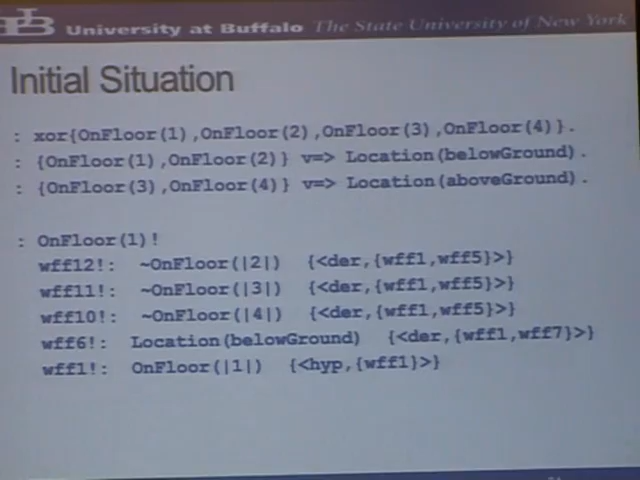 UB University at Buffalo The State University of New York
Initial Situation
: xor{OnFloor(1),OnFloor(2),OnFloor(3),OnFloor(4)}.
: {OnFloor(1),OnFloor(2)} v=> Location(belowGround).
: {OnFloor(3),OnFloor(4)} v=> Location(aboveGround).
: OnFloor(1)!
wff12!: ~OnFloor(|2|) {<der,{wff1,wff5}>}
wff11!: ~OnFloor(|3|) {<der,{wff1,wff5}>}
wff10!: ~OnFloor(|4|) {<der,{wff1,wff5}>}
wff6!: Location(belowGround) {<der,{wff1,wff7}>}
wff1!: OnFloor(|1|) {<hyp,{wff1}>}